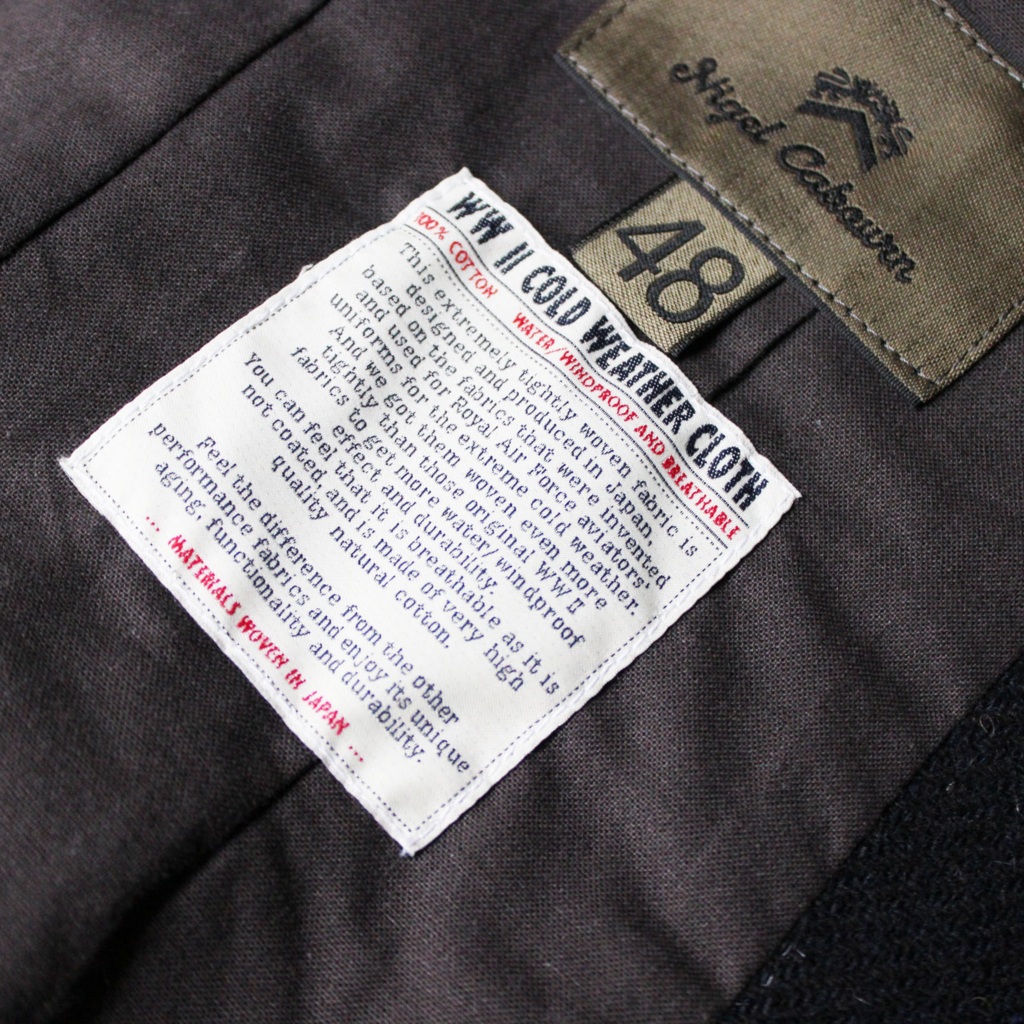 Nigel Cabourn
48
WW II COLD WEATHER CLOTH
100% COTTON WATER/WINDPROOF AND BREATHABLE
This extremely tightly woven fabric is
designed and produced in Japan,
based on the fabrics that were invented
and used for Royal Air Force aviators'
uniforms for the extreme cold weather.
And we got them woven even more
tightly than those original WWII
fabrics to get more water/windproof
effect and durability.
You can feel that it is breathable as it is
not coated, and is made of very high
quality natural cotton.
Feel the difference from the other
performance fabrics and enjoy its unique
aging, functionality and durability.
... MATERIALS WOVEN IN JAPAN ...